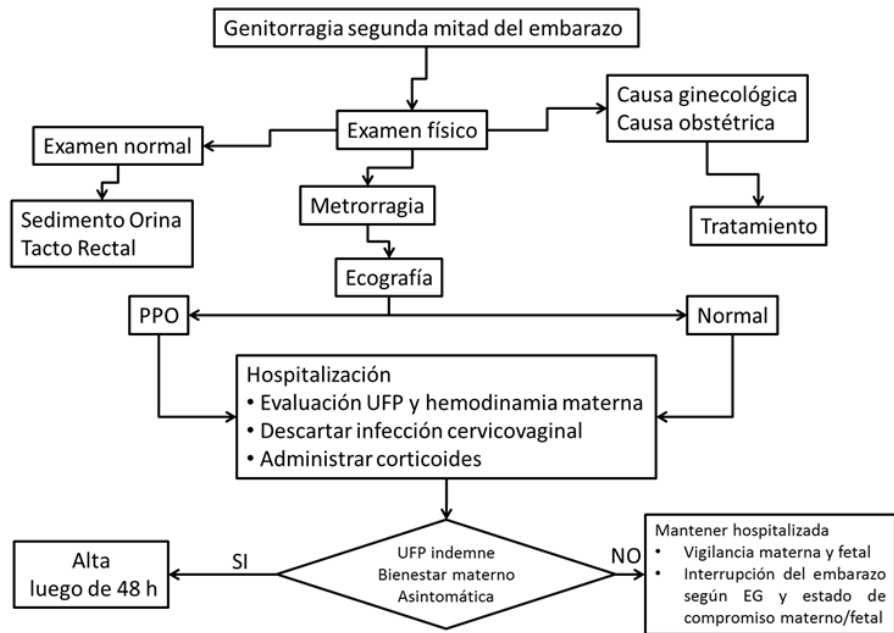 Genitorragia segunda mitad del embarazo
Causa ginecológica
Causa obstétrica
Examen físico
Examen normal
Sedimento Orina
Tacto Rectal
Metrorragia
Tratamiento
Ecografía
PPO
Normal
Hospitalización
• Evaluación UFP y hemodinamia materna
• Descartar infección cervicovaginal
• Administrar corticoides
Alta
luego de 48 h
SI
UFP indemne
Bienestar materno
Asintomática
NO
Mantener hospitalizada
• Vigilancia materna y fetal
• Interrupción del embarazo
según EG y estado de
compromiso materno/fetal